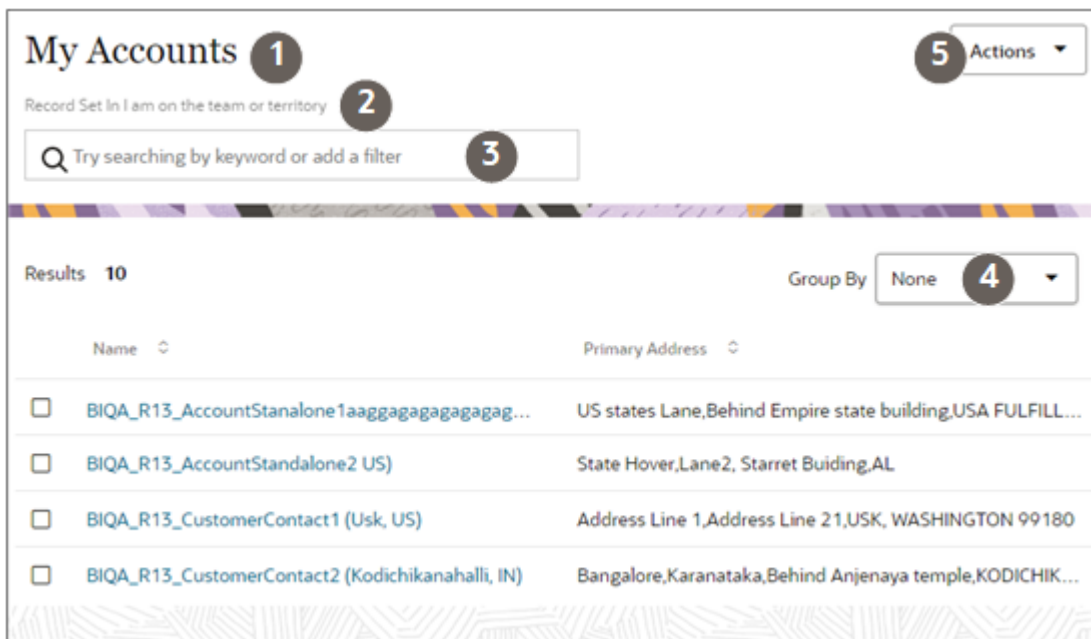 My Accounts 1
5 Actions
Record Set In I am on the team or territory 2
Try searching by keyword or add a filter 3
Results 10
Group By None 4
Name Primary Address
BIQA_R13_AccountStanalone1aaggagagagagagag... US states Lane,Behind Empire state building,USA FULFILL...
BIQA_R13_AccountStandalone2 US) State Hover,Lane2, Starret Buiding,AL
BIQA_R13_CustomerContact1 (Usk, US) Address Line 1,Address Line 21,USK, WASHINGTON 99180
BIQA_R13_CustomerContact2 (Kodichikanahalli, IN) Bangalore,Karanataka,Behind Anjenaya temple,KODICHIK...